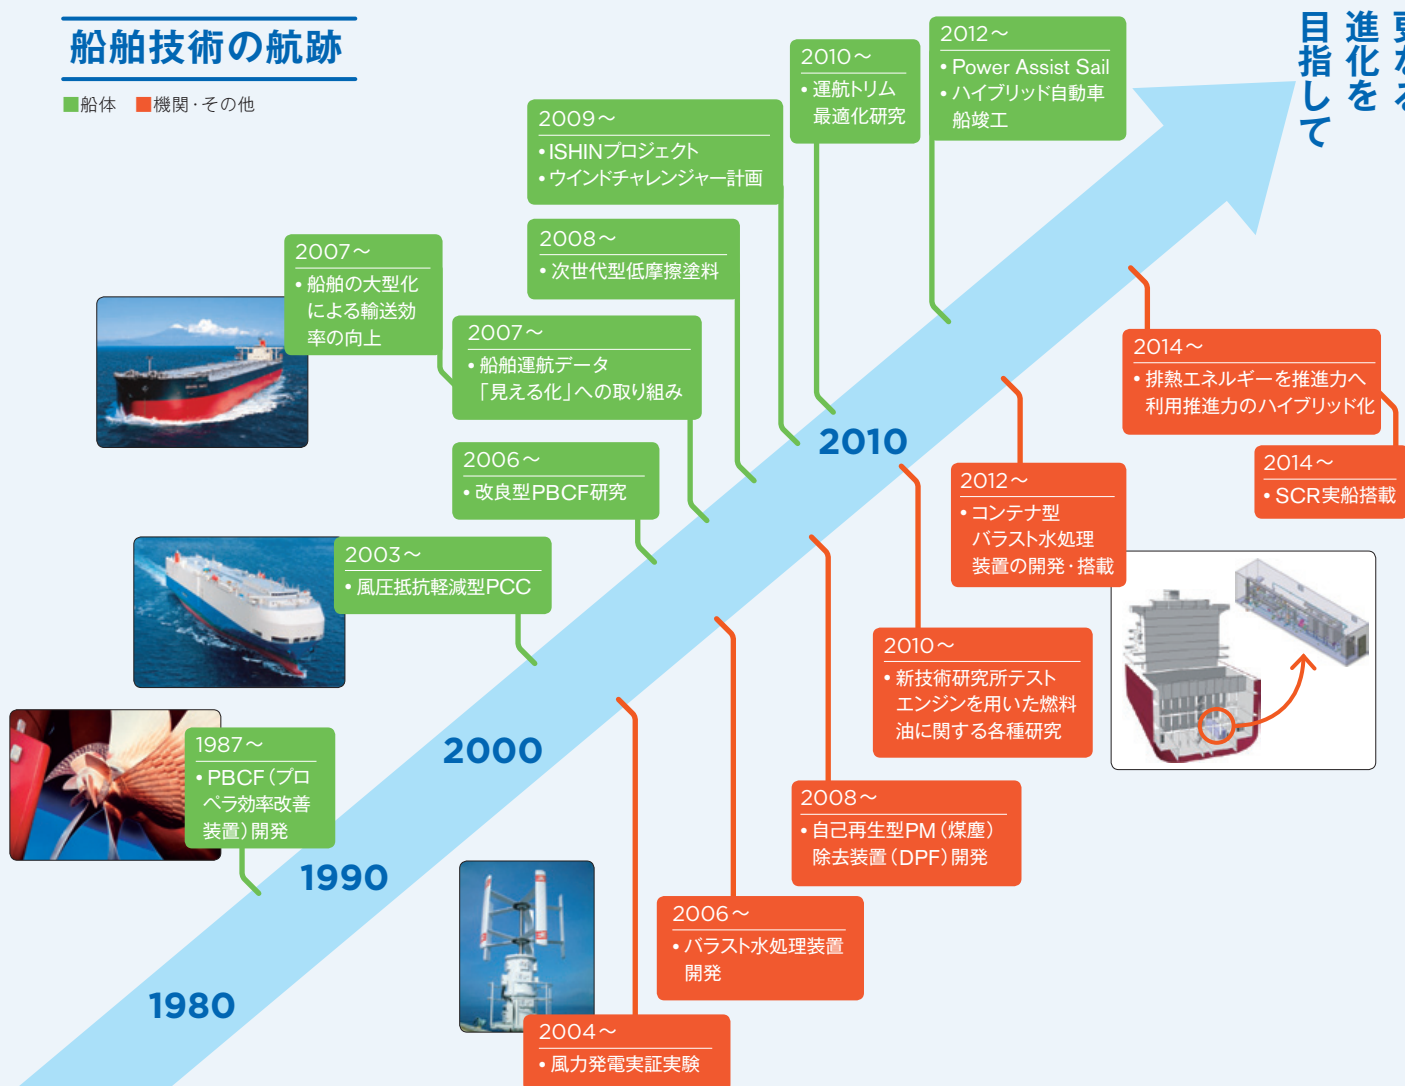 船舶技術の航跡
■船体 ■機関・その他
更なる
進化を
目指して
1980
1990
2000
2010
1987～
• PBCF（プロ
ペラ効率改善
装置）開発
2003～
• 風圧抵抗軽減型PCC
2006～
• 改良型PBCF研究
2007～
• 船舶の大型化
による輸送効
率の向上
2007～
• 船舶運航データ
「見える化」への取り組み
2008～
• 次世代型低摩擦塗料
2009～
• ISHINプロジェクト
• ウインドチャレンジャー計画
2010～
• 運航トリム
最適化研究
2012～
• Power Assist Sail
• ハイブリッド自動車
船竣工
2004～
• 風力発電実証実験
2006～
• バラスト水処理装置
開発
2008～
• 自己再生型PM（煤塵）
除去装置（DPF）開発
2010～
• 新技術研究所テスト
エンジンを用いた燃料
油に関する各種研究
2012～
• コンテナ型
バラスト水処理
装置の開発・搭載
2014～
• 排熱エネルギーを推進力へ
利用推進力のハイブリッド化
2014～
• SCR実船搭載